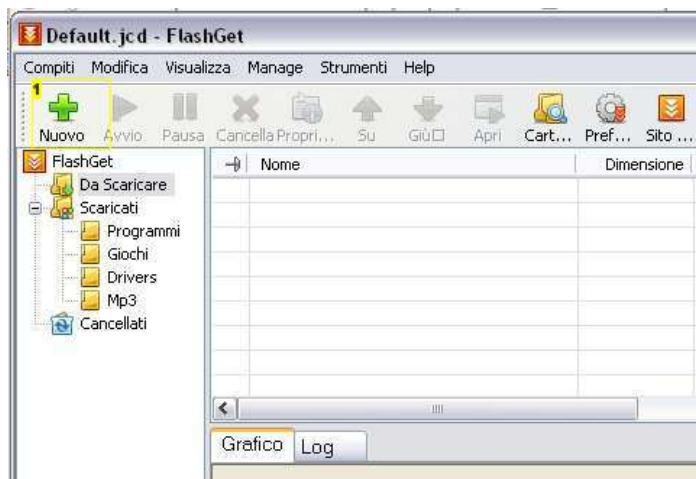 Default.jcd - FlashGet
Compiti Modifica Visualizza Manage Strumenti Help
1
Nuovo Avvio Pausa Cancella Propri... Su Giù□ Apri Cart... Pref... Sito ...
FlashGet
Nome Dimensione
Da Scaricare
Scaricati
Programmi
Giochi
Drivers
Mp3
Cancellati
Grafico Log